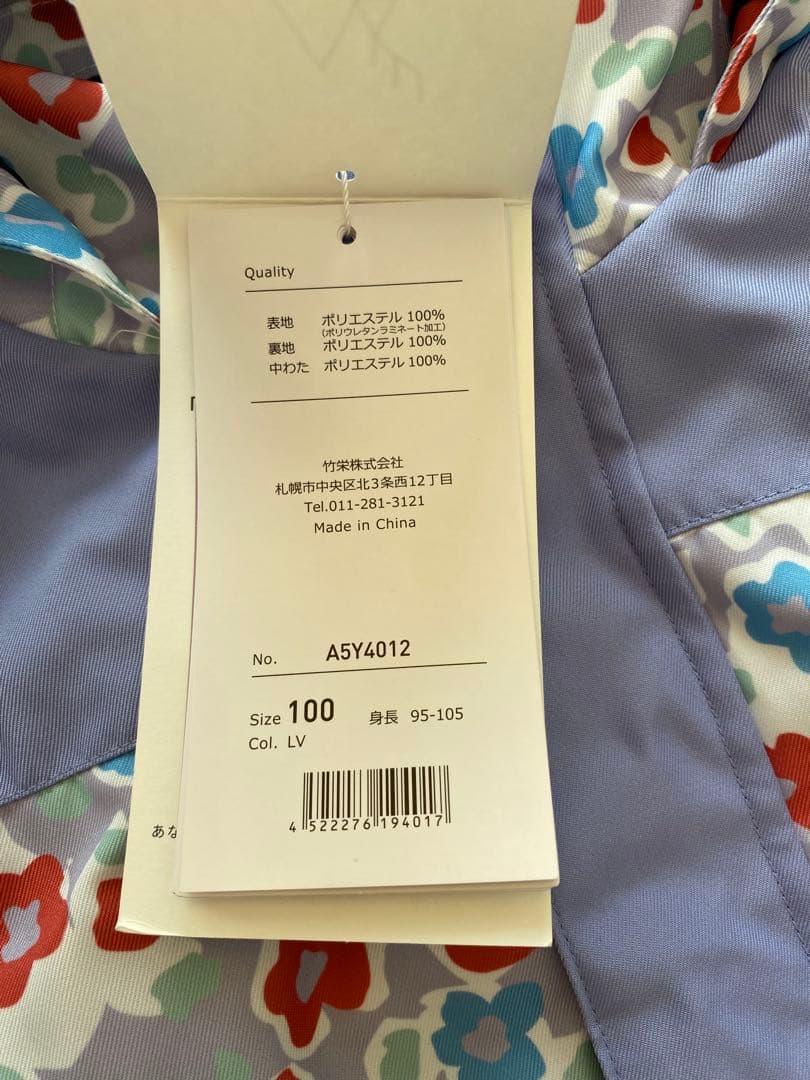 Quality
表地 ポリエステル 100%
(ポリウレタンラミネート加工)
裏地 ポリエステル 100%
中わた ポリエステル 100%
竹栄株式会社
札幌市中央区北3条西12丁目
Tel.011-281-3121
Made in China
No. A5Y4012
Size 100 身長 95-105
Col. LV
4 522276 194017
あな